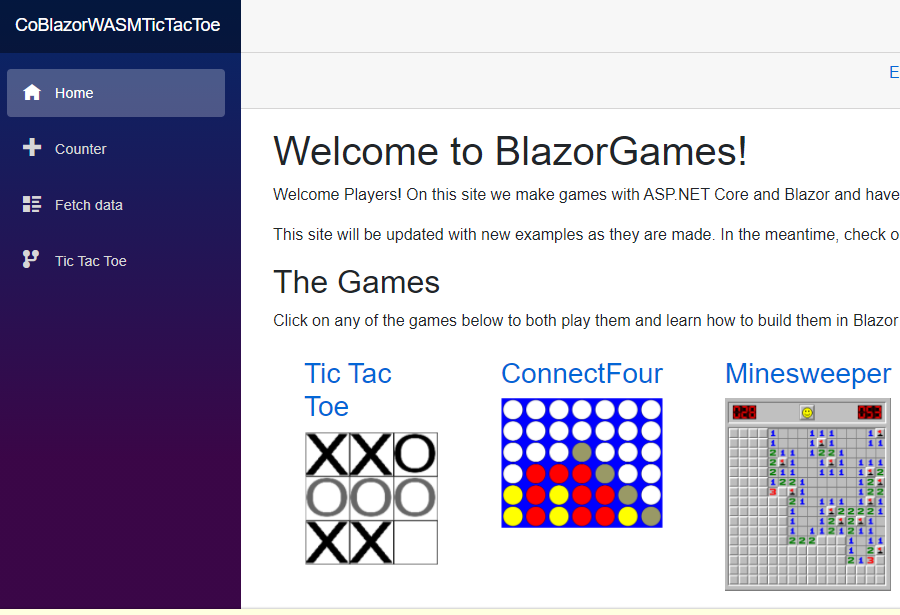 CoBlazorWASMTicTacToe
Home
Counter
Fetch data
Tic Tac Toe
E
Welcome to BlazorGames!
Welcome Players! On this site we make games with ASP.NET Core and Blazor and have
This site will be updated with new examples as they are made. In the meantime, check o
The Games
Click on any of the games below to both play them and learn how to build them in Blazor
Tic Tac
Toe
ConnectFour
Minesweeper
X X O
O O O
X X